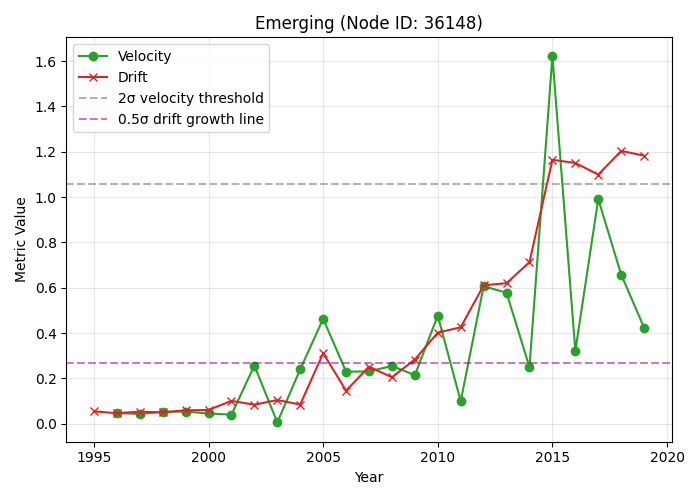 Emerging (Node ID: 36148)
Velocity
Drift
2σ velocity threshold
0.5σ drift growth line
Metric Value
1.6
1.4
1.2
1.0
0.8
0.6
0.4
0.2
0.0
1995 2000 2005 2010 2015 2020
Year